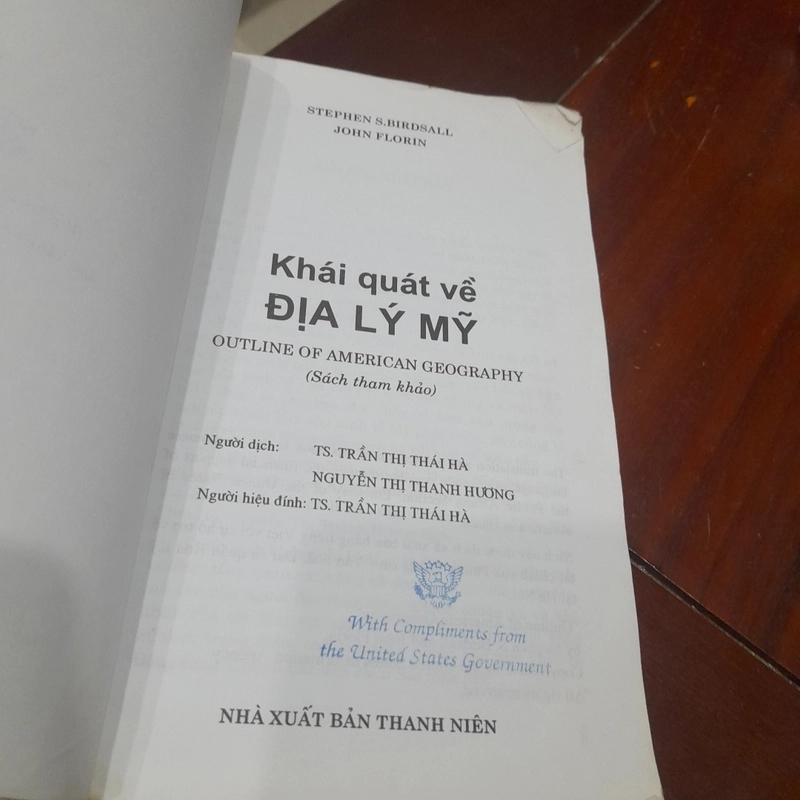 STEPHEN S.BIRDSALL
JOHN FLORIN
Khái quát về
ĐỊA LÝ MỸ
OUTLINE OF AMERICAN GEOGRAPHY
(Sách tham khảo)
Người dịch: TS. TRẦN THỊ THÁI HÀ
NGUYỄN THỊ THANH HƯƠNG
Người hiệu đính: TS. TRẦN THỊ THÁI HÀ
With Compliments from
the United States Government
NHÀ XUẤT BẢN THANH NIÊN